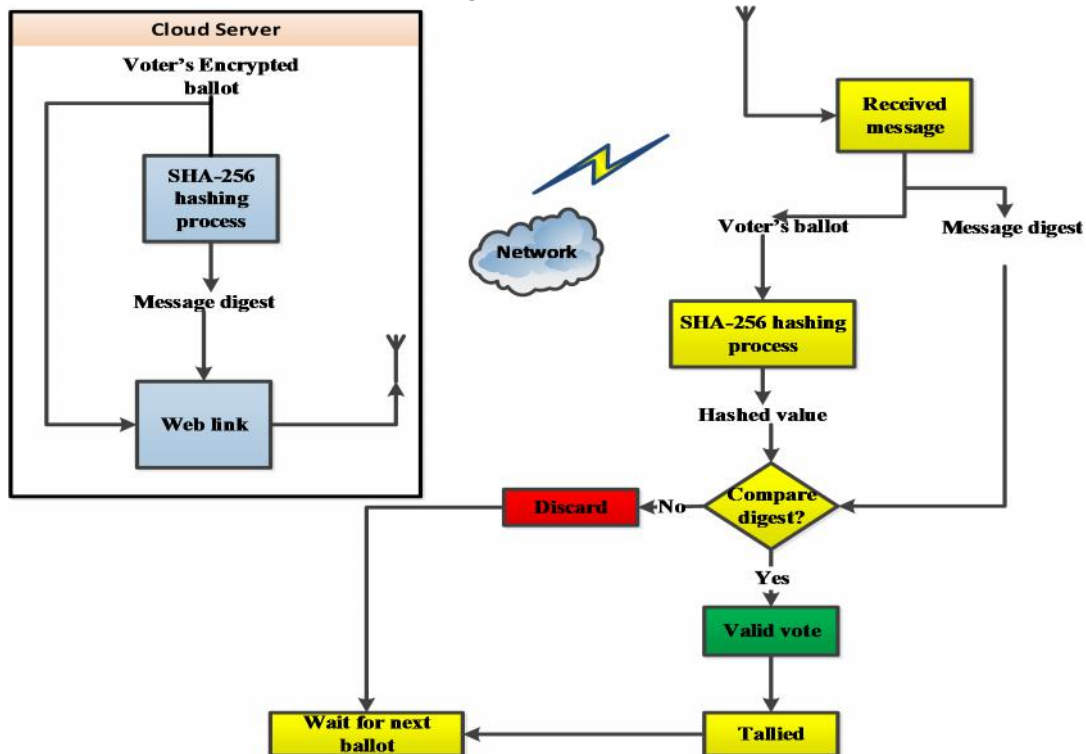 Cloud Server
Voter's Encrypted
ballot
SHA-256
hashing
process
Message digest
Web link
Network
Received
message
Voter's ballot
Message digest
SHA-256 hashing
process
Hashed value
Compare
digest?
No
Discard
Yes
Valid vote
Tallied
Wait for next
ballot